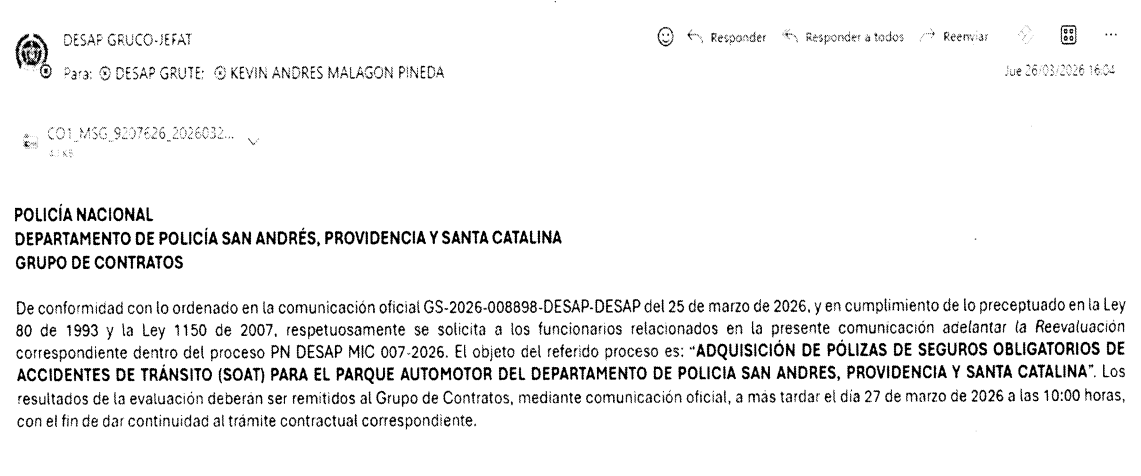 DESAP GRUCO-JEFAT
Responder Responder a todos Reenviar ...
Para: DESAP GRUTE; KEVIN ANDRES MALAGON PINEDA
Jue 26/03/2026 16:04
CO1_MSG_9207626_2026032...
POLICÍA NACIONAL
DEPARTAMENTO DE POLICÍA SAN ANDRÉS, PROVIDENCIA Y SANTA CATALINA
GRUPO DE CONTRATOS
De conformidad con lo ordenado en la comunicación oficial GS-2026-008898-DESAP-DESAP del 25 de marzo de 2026, y en cumplimiento de lo preceptuado en la Ley
80 de 1993 y la Ley 1150 de 2007, respetuosamente se solicita a los funcionarios relacionados en la presente comunicación adelantar la Reevaluación
correspondiente dentro del proceso PN DESAP MIC 007-2026. El objeto del referido proceso es: “ADQUISICIÓN DE PÓLIZAS DE SEGUROS OBLIGATORIOS DE
ACCIDENTES DE TRÁNSITO (SOAT) PARA EL PARQUE AUTOMOTOR DEL DEPARTAMENTO DE POLICIA SAN ANDRES, PROVIDENCIA Y SANTA CATALINA”. Los
resultados de la evaluación deberán ser remitidos al Grupo de Contratos, mediante comunicación oficial, a más tardar el día 27 de marzo de 2026 a las 10:00 horas,
con el fin de dar continuidad al trámite contractual correspondiente.